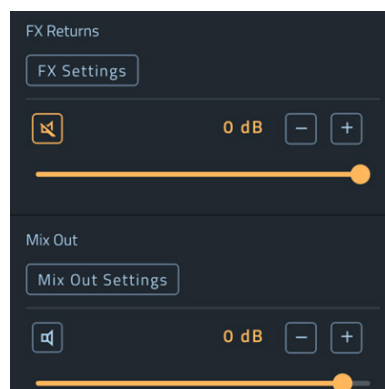 FX Returns
FX Settings
0 dB − +
Mix Out
Mix Out Settings
0 dB − +